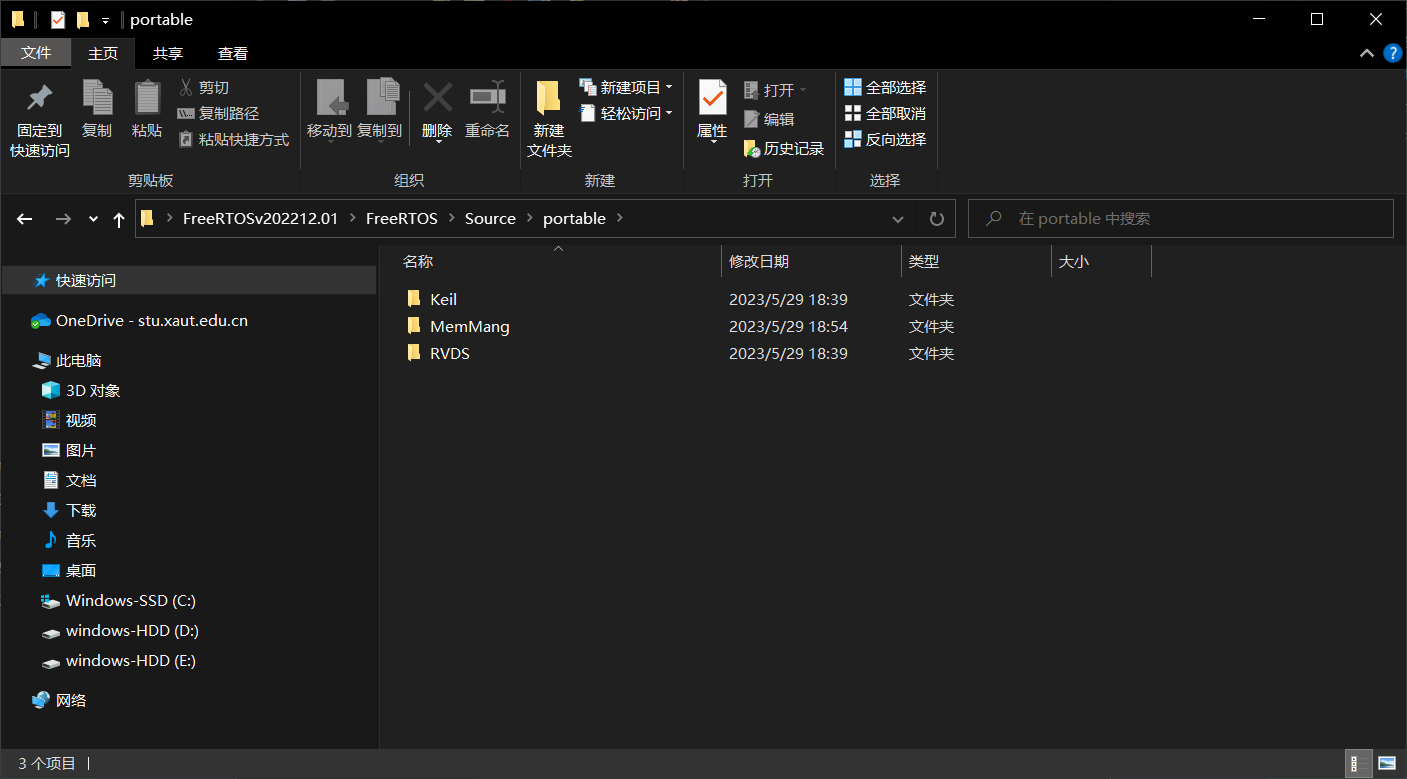 portable
文件 主页 共享 查看
固定到
快速访问
复制
粘贴
剪切
复制路径
粘贴快捷方式
剪贴板
移动到
复制到
删除
重命名
组织
新建
文件夹
新建项目
轻松访问
新建
属性
打开
编辑
历史记录
打开
全部选择
全部取消
反向选择
选择
FreeRTOSv202212.01 FreeRTOS Source portable
在 portable 中搜索
快速访问
OneDrive - stu.xaut.edu.cn
此电脑
3D 对象
视频
图片
文档
下载
音乐
桌面
Windows-SSD (C:)
windows-HDD (D:)
windows-HDD (E:)
网络
名称 修改日期 类型 大小
Keil 2023/5/29 18:39 文件夹
MemMang 2023/5/29 18:54 文件夹
RVDS 2023/5/29 18:39 文件夹
3 个项目